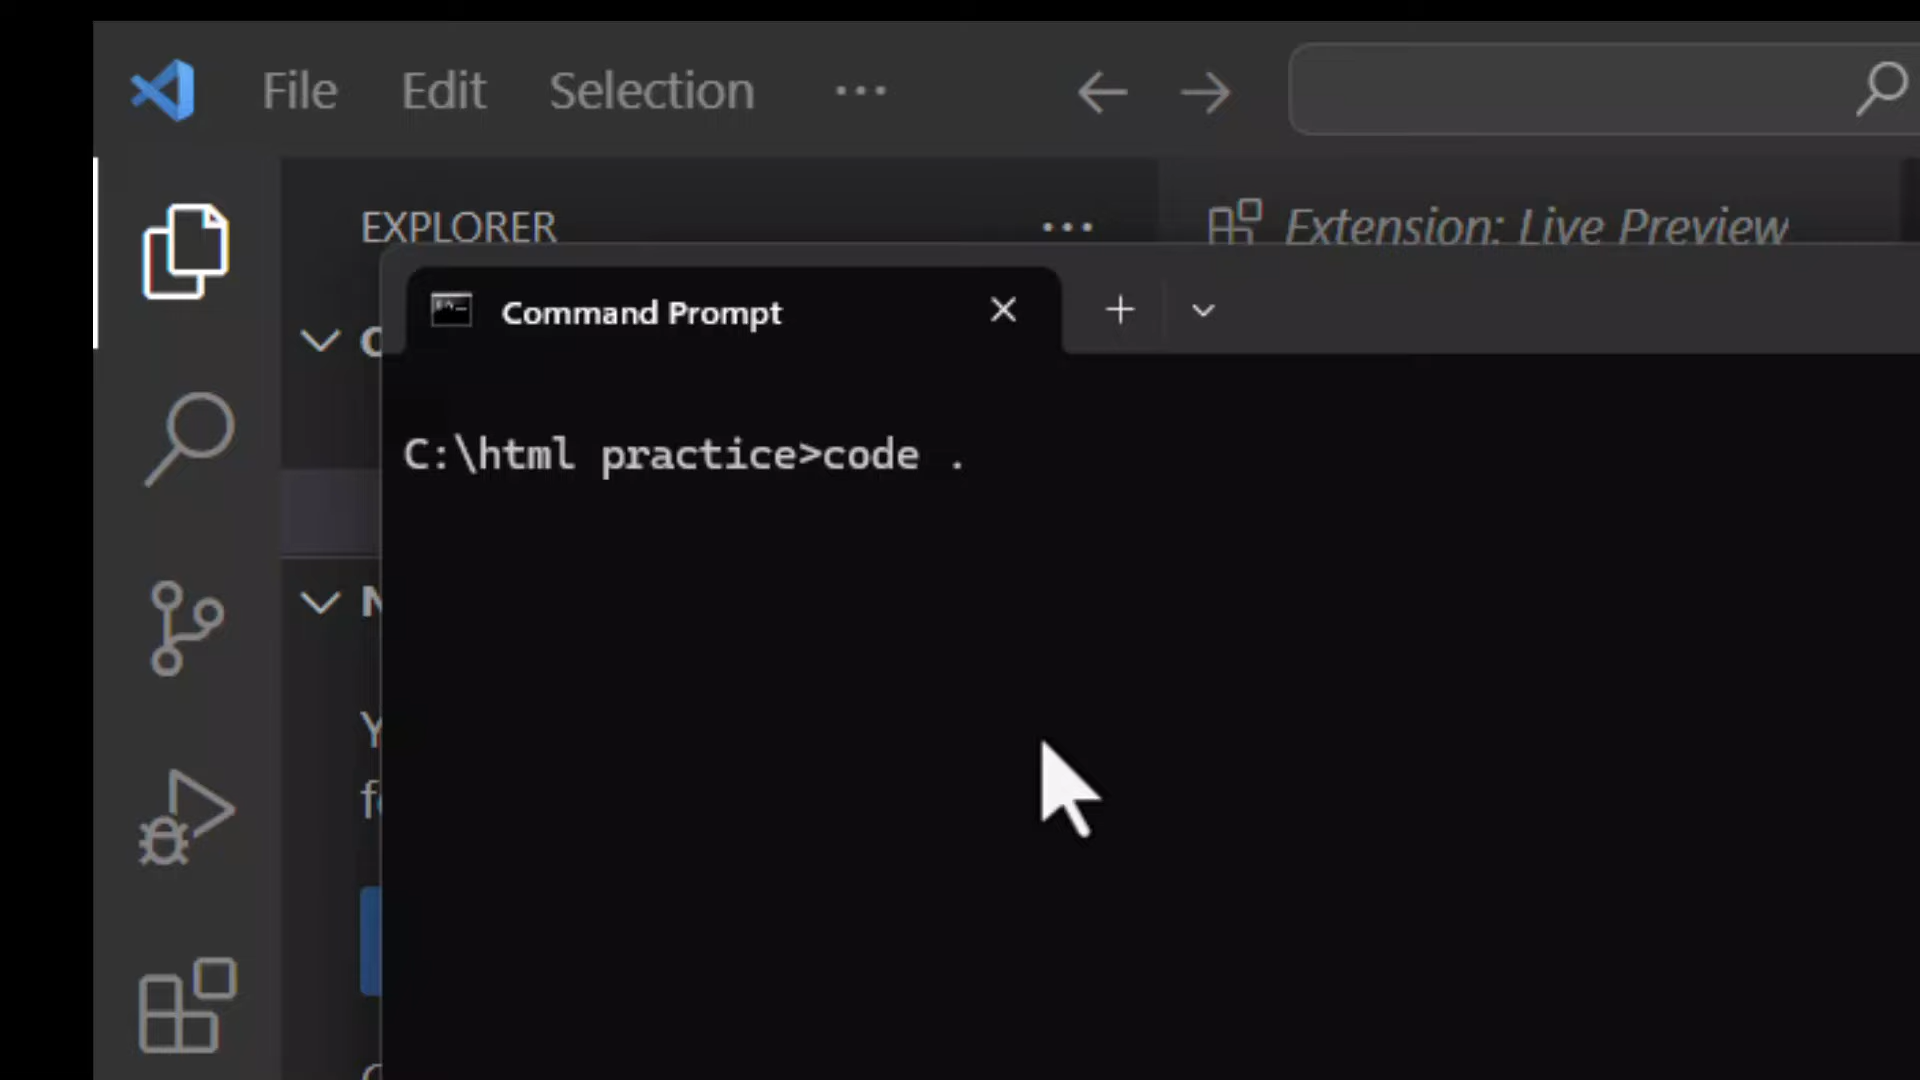 File Edit Selection ...
EXPLORER ...
Extension: Live Preview
Command Prompt
C:\html practice>code .